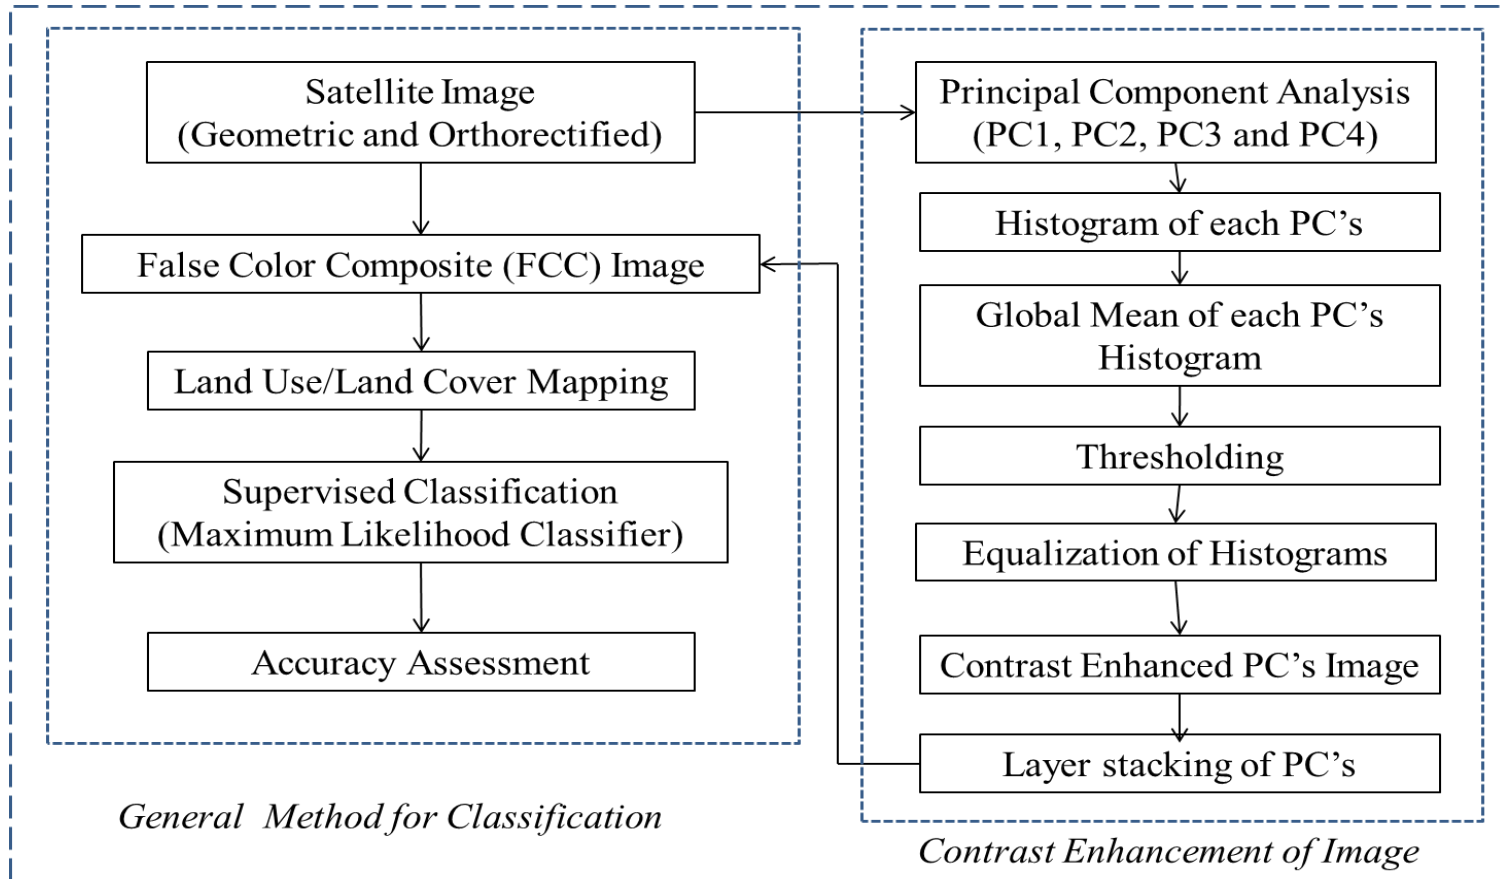 Satellite Image
(Geometric and Orthorectified)
False Color Composite (FCC) Image
Land Use/Land Cover Mapping
Supervised Classification
(Maximum Likelihood Classifier)
Accuracy Assessment
General Method for Classification
Principal Component Analysis
(PC1, PC2, PC3 and PC4)
Histogram of each PC’s
Global Mean of each PC’s
Histogram
Thresholding
Equalization of Histograms
Contrast Enhanced PC’s Image
Layer stacking of PC’s
Contrast Enhancement of Image